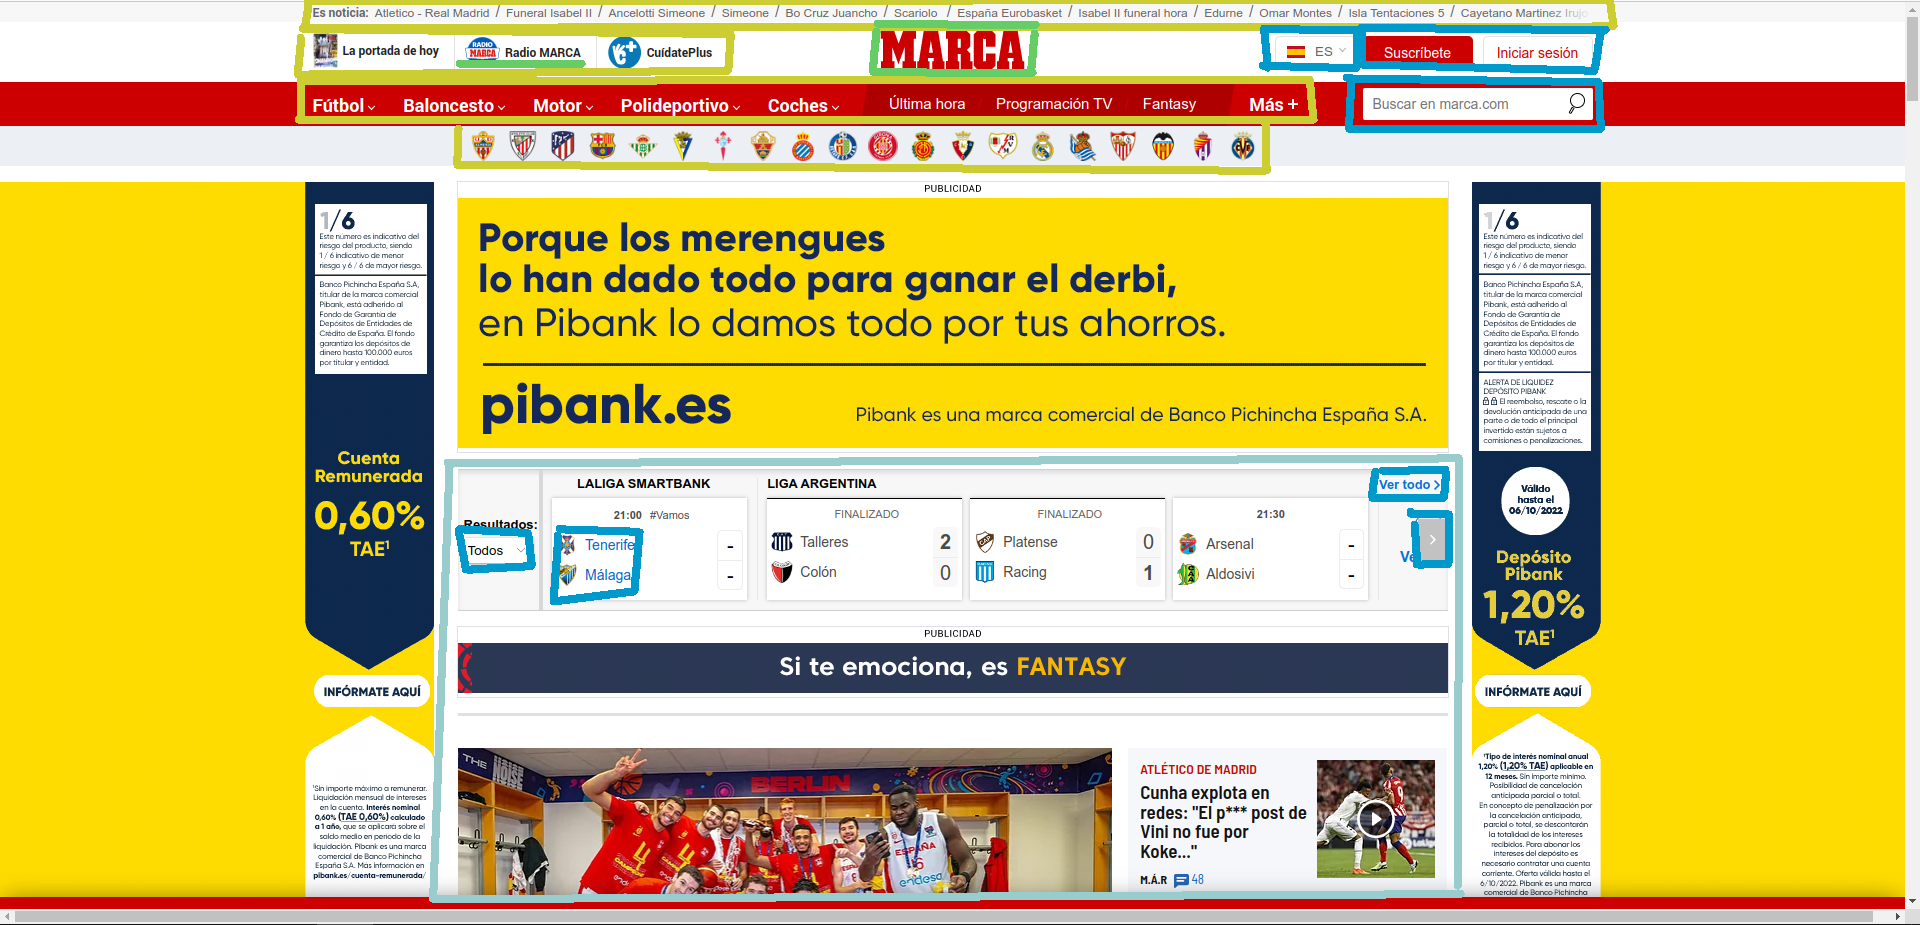 Es noticia: Atletico - Real Madrid / Funeral Isabel II / Ancelotti Simeone / Simeone / Bo Cruz Juancho / Scariolo / España Eurobasket / Isabel II funeral hora / Edurne / Omar Montes / Isla Tentaciones 5 / Cayetano Martinez Irujo
La portada de hoy
RADIO MARCA
Radio MARCA
CuídatePlus
MARCA
ES
Suscríbete
Iniciar sesión
Fútbol
Baloncesto
Motor
Polideportivo
Coches
Última hora
Programación TV
Fantasy
Más +
Buscar en marca.com
1/6
Este número es indicativo del
riesgo del producto, siendo
1 / 6 indicativo de menor
riesgo y 6 / 6 de mayor riesgo.
Banco Pichincha España S.A,
titular de la marca comercial
Pibank, está adherido al
Fondo de Garantía de
Depósitos de Entidades de
Crédito de España. El fondo
garantiza los depósitos de
dinero hasta 100.000 euros
por titular y entidad.
Cuenta
Remunerada
0,60%
TAE¹
INFÓRMATE AQUÍ
¹Sin importe máximo a remunerar.
Liquidación mensual de intereses
en la cuenta. Interés nominal
0,60% (TAE 0,60%) calculado
a 1 año, que se aplicará sobre el
saldo medio en periodo de la
liquidación. Pibank es una marca
comercial de Banco Pichincha
España S.A. Más información en
pibank.es/cuenta-remunerada/
PUBLICIDAD
Porque los merengues
lo han dado todo para ganar el derbi,
en Pibank lo damos todo por tus ahorros.
pibank.es
Pibank es una marca comercial de Banco Pichincha España S.A.
Resultados:
Todos
LALIGA SMARTBANK
21:00 #Vamos
Tenerife -
Málaga -
LIGA ARGENTINA
FINALIZADO
Talleres 2
Colón 0
FINALIZADO
Platense 0
Racing 1
21:30
Arsenal -
Aldosivi -
Ver todo
PUBLICIDAD
Si te emociona, es FANTASY
THE NOISE
BERLIN
ESPAÑA
6
endesa
ATLÉTICO DE MADRID
Cunha explota en
redes: "El p*** post de
Vini no fue por
Koke..."
M.Á.R 48
1/6
Este número es indicativo del
riesgo del producto, siendo
1 / 6 indicativo de menor
riesgo y 6 / 6 de mayor riesgo.
Banco Pichincha España S.A,
titular de la marca comercial
Pibank, está adherido al
Fondo de Garantía de
Depósitos de Entidades de
Crédito de España. El fondo
garantiza los depósitos de
dinero hasta 100.000 euros
por titular y entidad.
ALERTA DE LIQUIDEZ
DEPÓSITO PIBANK
El reembolso, rescate o la
devolución anticipada de una
parte o de todo el principal
invertido están sujetos a
comisiones o penalizaciones.
Válido
hasta el
06/10/2022
Depósito
Pibank
1,20%
TAE¹
INFÓRMATE AQUÍ
¹Tipo de interés nominal anual
1,20% (1,20% TAE) aplicable en
12 meses. Sin importe mínimo.
Posibilidad de cancelación
anticipada parcial o total.
En concepto de penalización por
la cancelación anticipada,
parcial o total, se descontarán
la totalidad de los intereses
recibidos. Para abonar los
intereses del depósito es
necesario contratar una cuenta
corriente. Oferta válida hasta el
6/10/2022. Pibank es una marca
comercial de Banco Pichincha